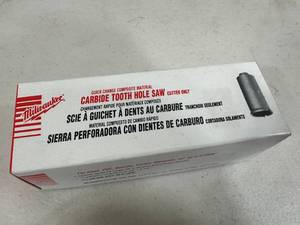 Milwaukee
QUICK CHANGE COMPOSITE MATERIAL
CARBIDE TOOTH HOLE SAW CUTTER ONLY
CHANGEMENT RAPIDE POUR MATÉRIAUX COMPOSÉS
SCIE À GUICHET À DENTS AU CARBURE TRANCHOIR SEULEMENT
MATERIAL COMPUESTO DE CAMBIO RÁPIDO
SIERRA PERFORADORA CON DIENTES DE CARBURO CORTADORA SOLAMENTE